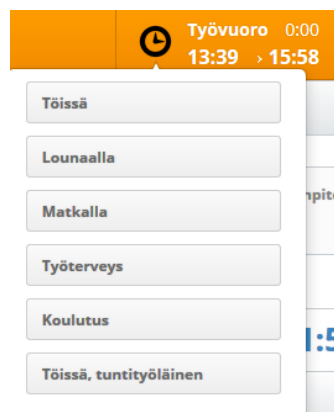 Työvuoro 0:00
13:39 › 15:58
Töissä
Lounaalla
Matkalla
Työterveys
Koulutus
Töissä, tuntityöläinen